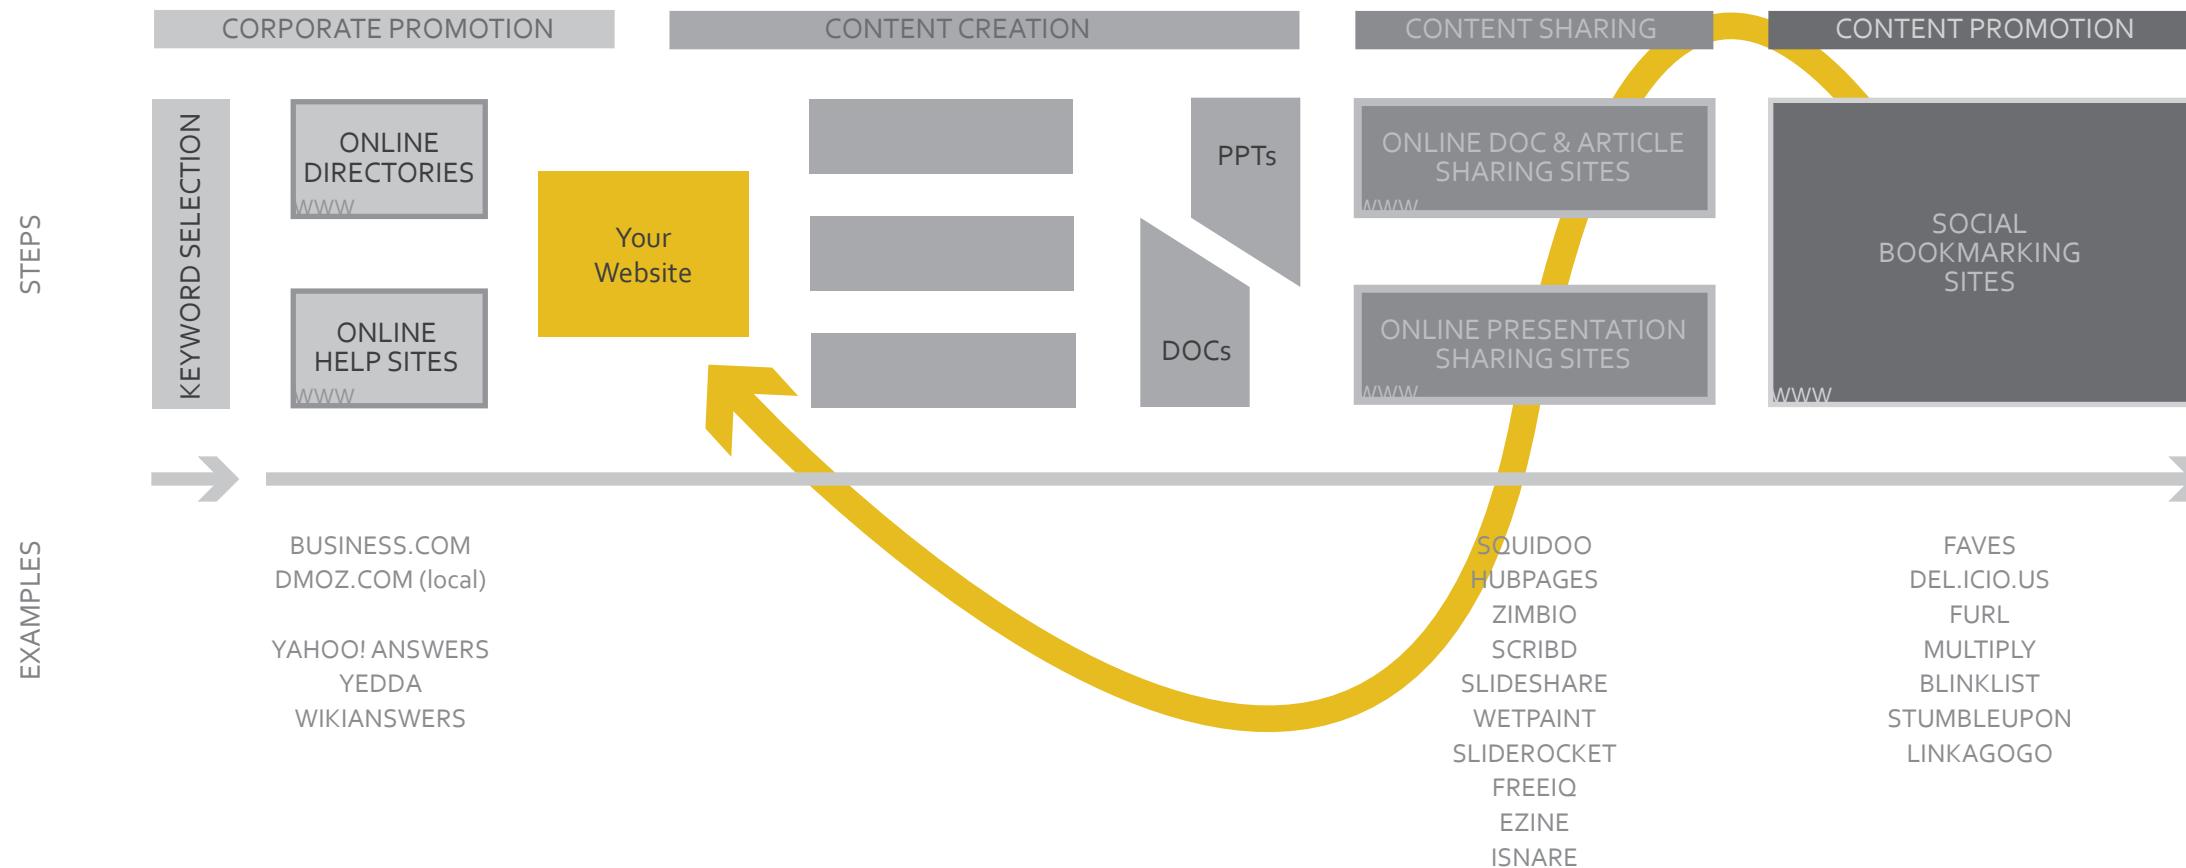 CORPORATE PROMOTION
CONTENT CREATION
CONTENT SHARING
CONTENT PROMOTION
STEPS
KEYWORD SELECTION
ONLINE
DIRECTORIES
WWW
ONLINE
HELP SITES
WWW
Your
Website
PPTs
DOCs
ONLINE DOC & ARTICLE
SHARING SITES
WWW
ONLINE PRESENTATION
SHARING SITES
WWW
SOCIAL
BOOKMARKING
SITES
WWW
EXAMPLES
BUSINESS.COM
DMOZ.COM (local)
YAHOO! ANSWERS
YEDDA
WIKIANSWERS
SQUIDOO
HUBPAGES
ZIMBIO
SCRIBD
SLIDESHARE
WETPAINT
SLIDEROCKET
FREEIQ
EZINE
ISNARE
FAVES
DEL.ICIO.US
FURL
MULTIPLY
BLINKLIST
STUMBLEUPON
LINKAGOGO